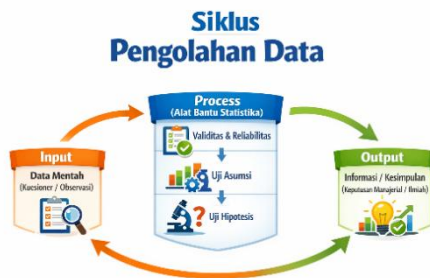 Siklus
Pengolahan Data
Input
Data Mentah
(Kuesioner / Observasi)
Process
(Alat Bantu Statistika)
Validitas & Reliabilitas
Uji Asumsi
?
Uji Hipotesis
Output
Informasi / Kesimpulan
(Keputusan Manajerial / Ilmiah)